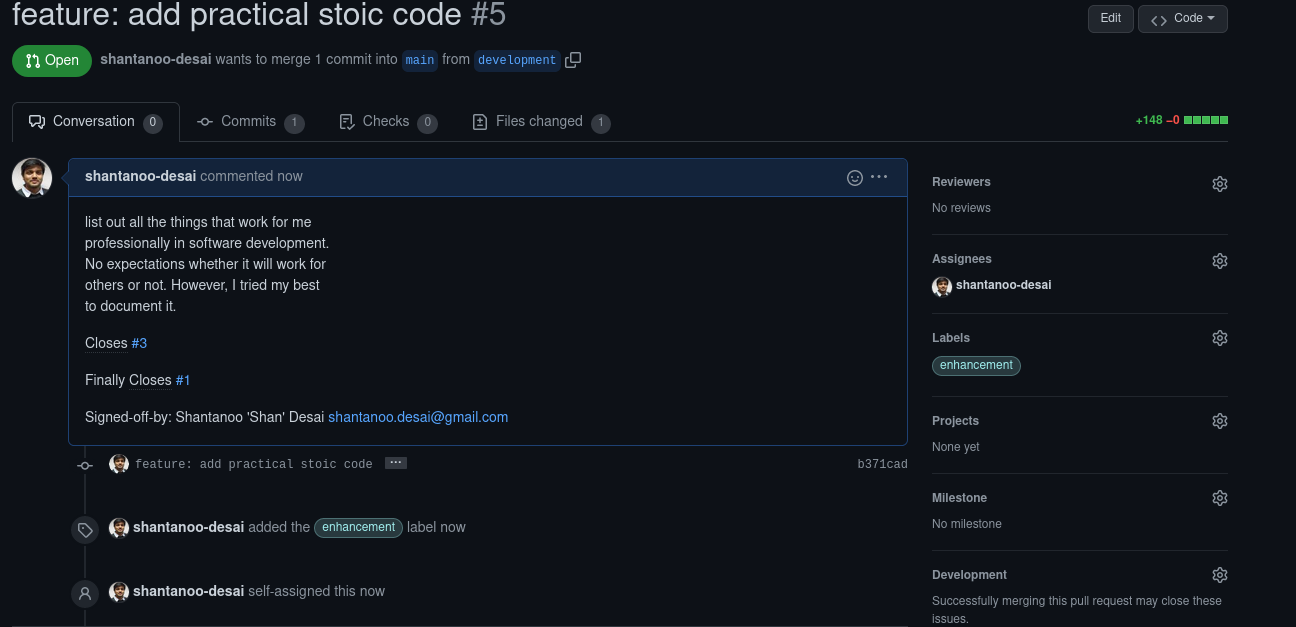 feature: add practical stoic code #5
Edit
Code
Open
shantanoo-desai wants to merge 1 commit into main from development
Conversation 0
Commits 1
Checks 0
Files changed 1
+148 −0
shantanoo-desai commented now
list out all the things that work for me
professionally in software development.
No expectations whether it will work for
others or not. However, I tried my best
to document it.
Closes #3
Finally Closes #1
Signed-off-by: Shantanoo 'Shan' Desai shantanoo.desai@gmail.com
feature: add practical stoic code ...
b371cad
shantanoo-desai added the enhancement label now
shantanoo-desai self-assigned this now
Reviewers
No reviews
Assignees
shantanoo-desai
Labels
enhancement
Projects
None yet
Milestone
No milestone
Development
Successfully merging this pull request may close these
issues.